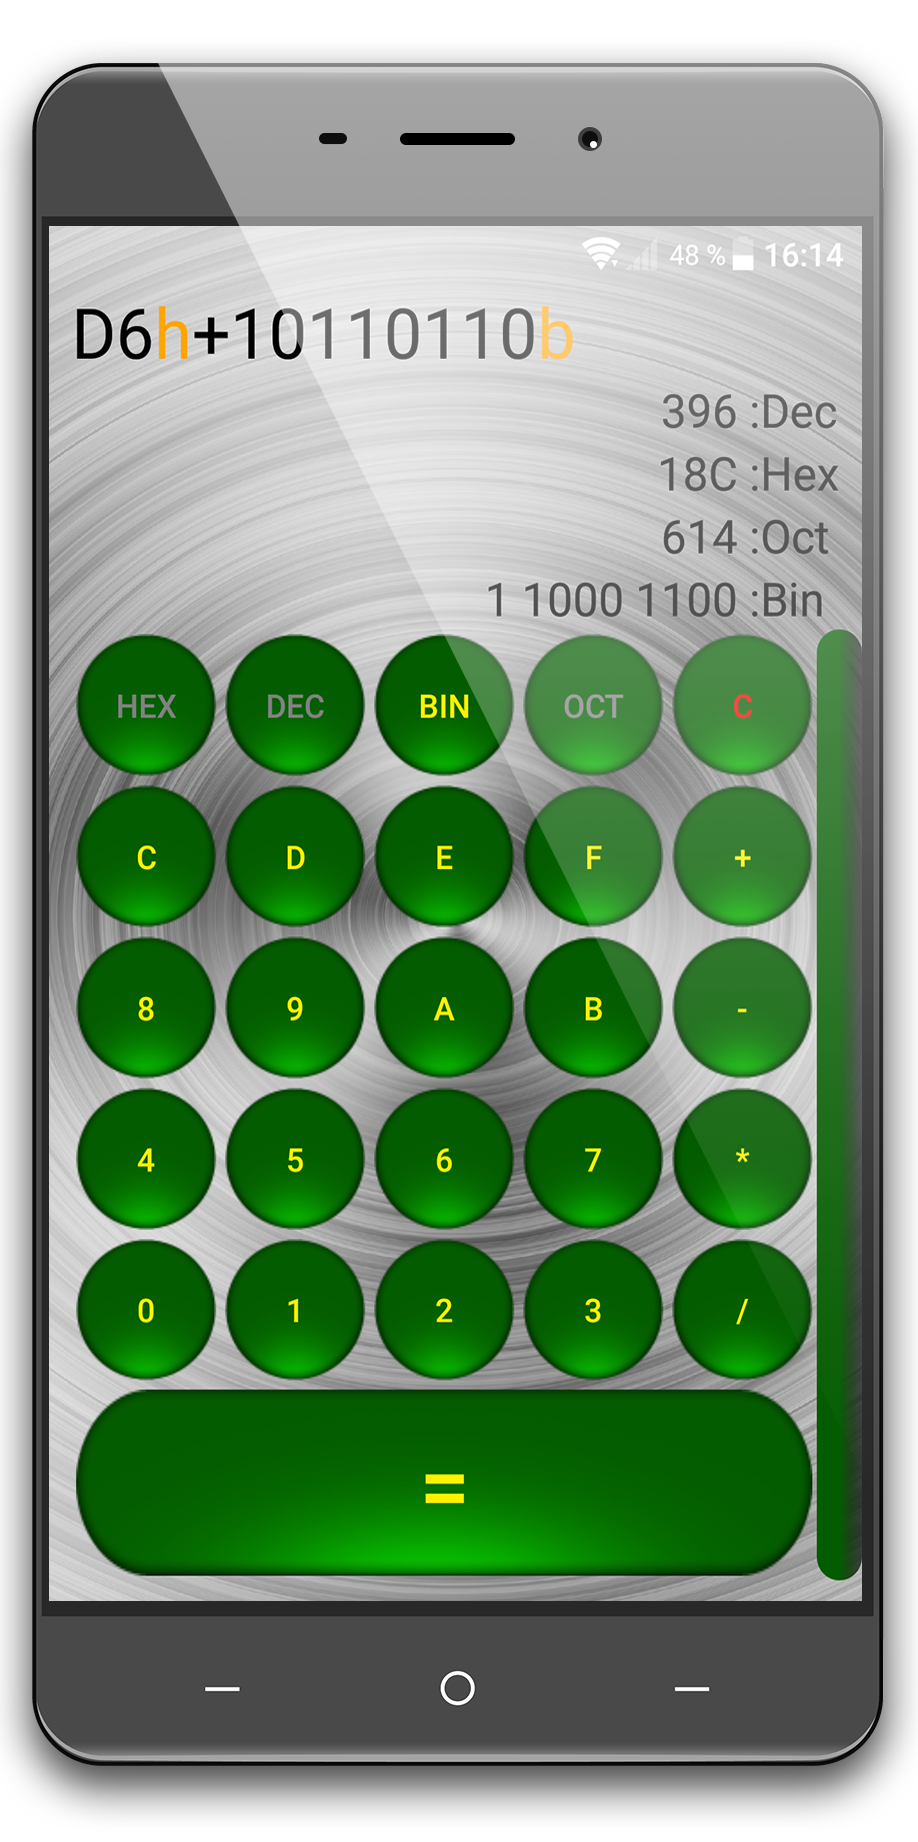 48 % 16:14
D6h+10110110b
396 :Dec
18C :Hex
614 :Oct
1 1000 1100 :Bin
HEX DEC BIN OCT C
C D E F +
8 9 A B -
4 5 6 7 *
0 1 2 3 /
=